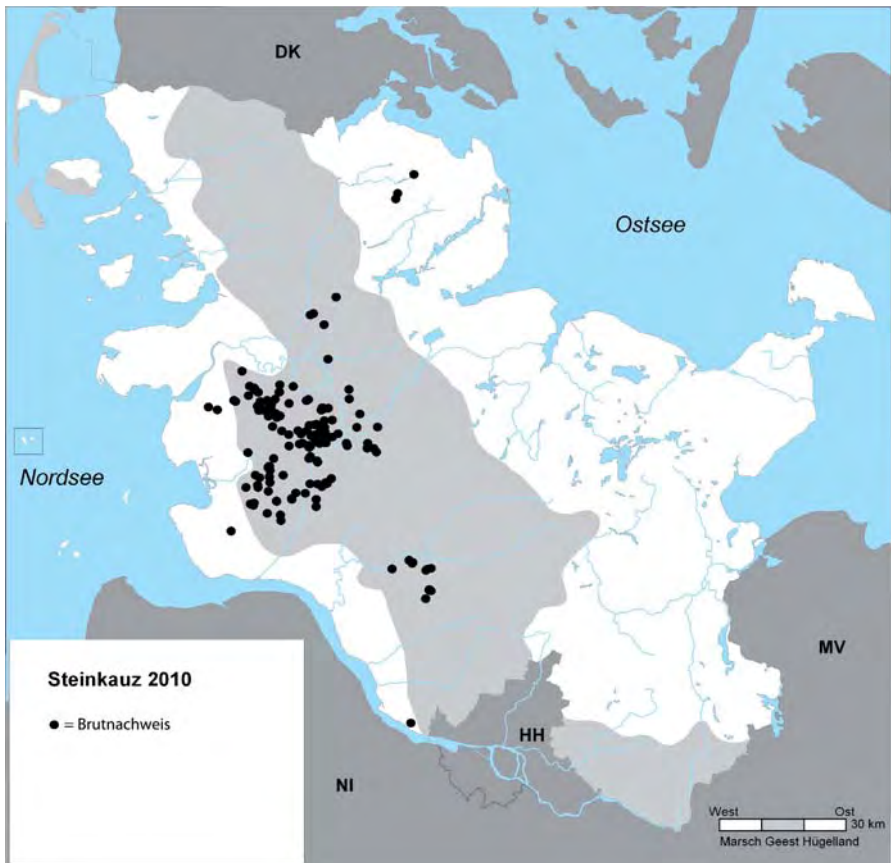 DK
Ostsee
Nordsee
Steinkauz 2010
● = Brutnachweis
MV
HH
NI
West Ost
30 km
Marsch Geest Hügelland